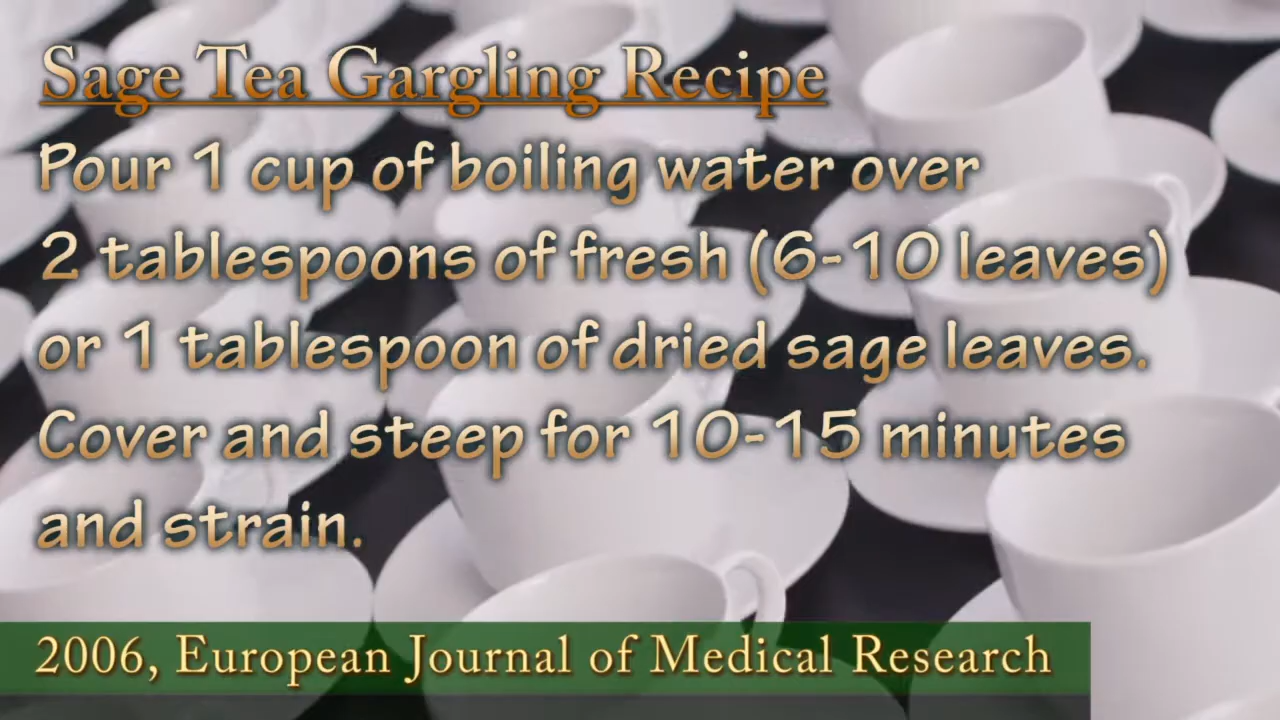 Sage Tea Gargling Recipe
Pour 1 cup of boiling water over
2 tablespoons of fresh (6-10 leaves)
or 1 tablespoon of dried sage leaves.
Cover and steep for 10-15 minutes
and strain.
2006, European Journal of Medical Research